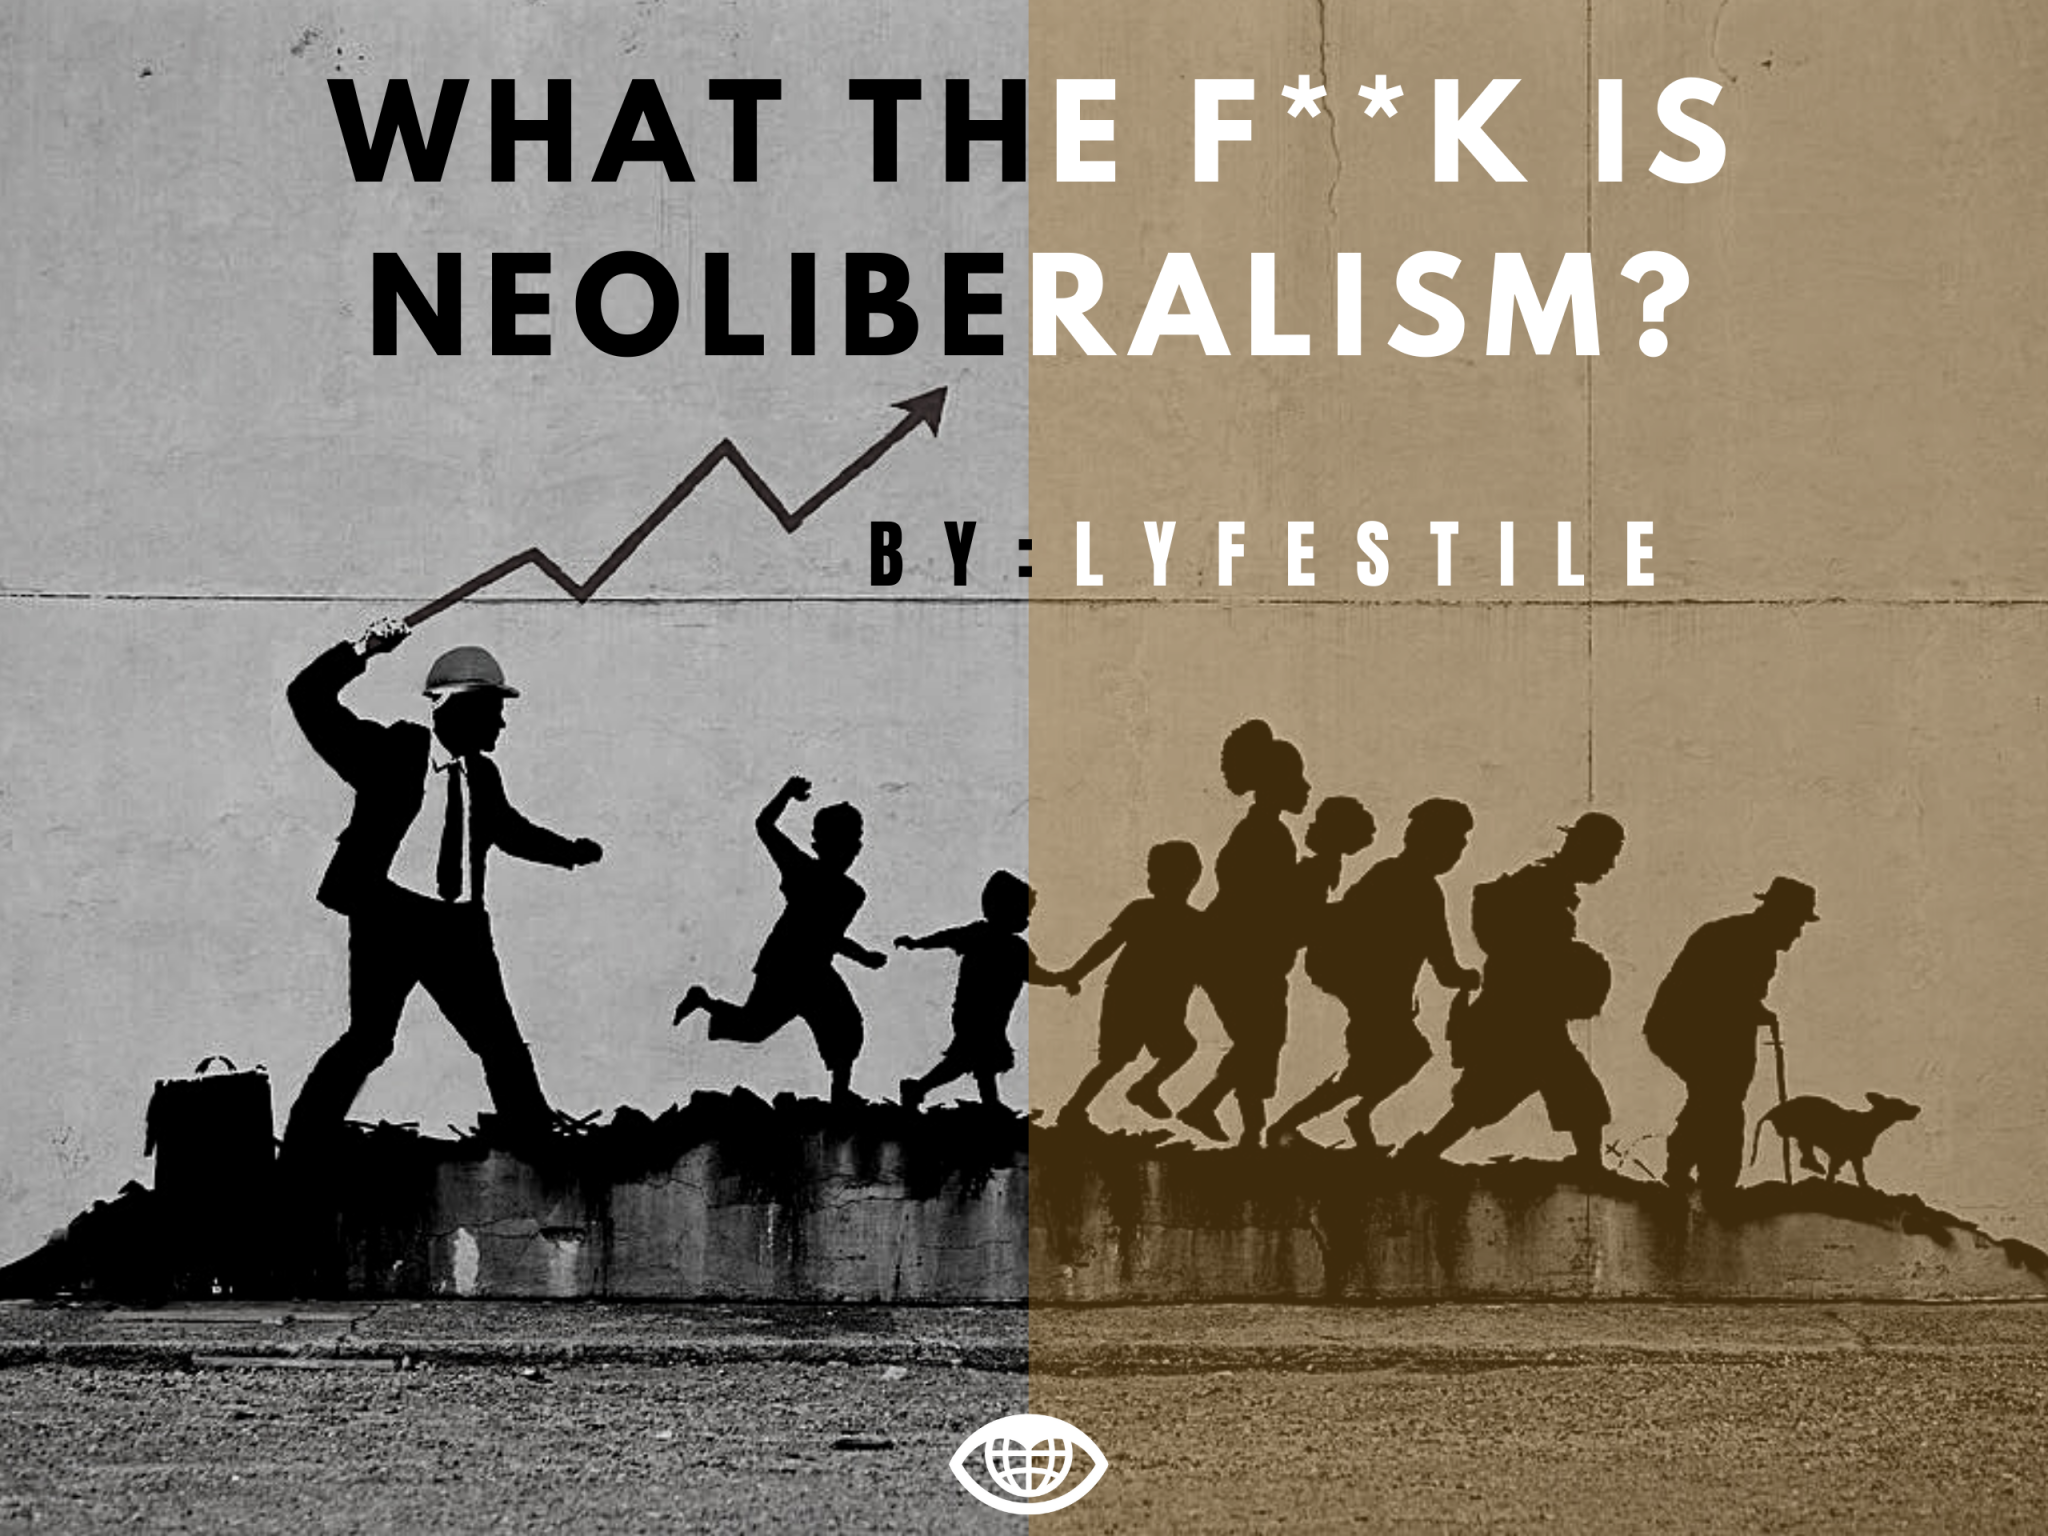 WHAT THE F**K IS
NEOLIBERALISM?
BY: LYFESTILE